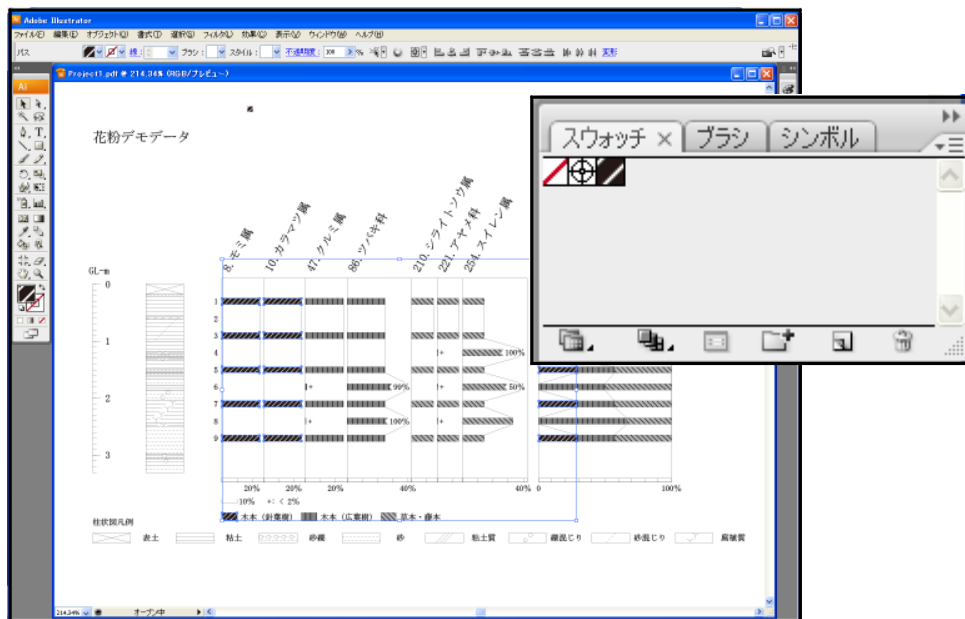 Adobe Illustrator
ファイル(F) 編集(E) オブジェクト(O) 書式(T) 選択(S) フィルタ(L) 効果(C) 表示(V) ウィンドウ(W) ヘルプ(H)
パス 線: ブラシ: スタイル: 不透明度: 100 % 変形
Project1.pdf @ 214.34% (RGB/プレビュー)
Ai
スウォッチ × ブラシ シンボル
花粉デモデータ
8. モミ属
10. カラマツ属
47. クルミ属
86. ツバキ科
210. シライトソウ属
221. アヤメ科
254. スイレン属
GL-m
0
1
2
3
1
2
3
4 + 100%
5
6 + 99% + 50%
7
8 + 100% +
9
20% 20% 20% 40% 40% 0 100%
10% +: < 2%
木本 (針葉樹) 木本 (広葉樹) 草本・藤本
柱状図凡例
表土 粘土 砂礫 砂 粘土質 礫混じり 砂混じり 腐植質
214.34% オープン中